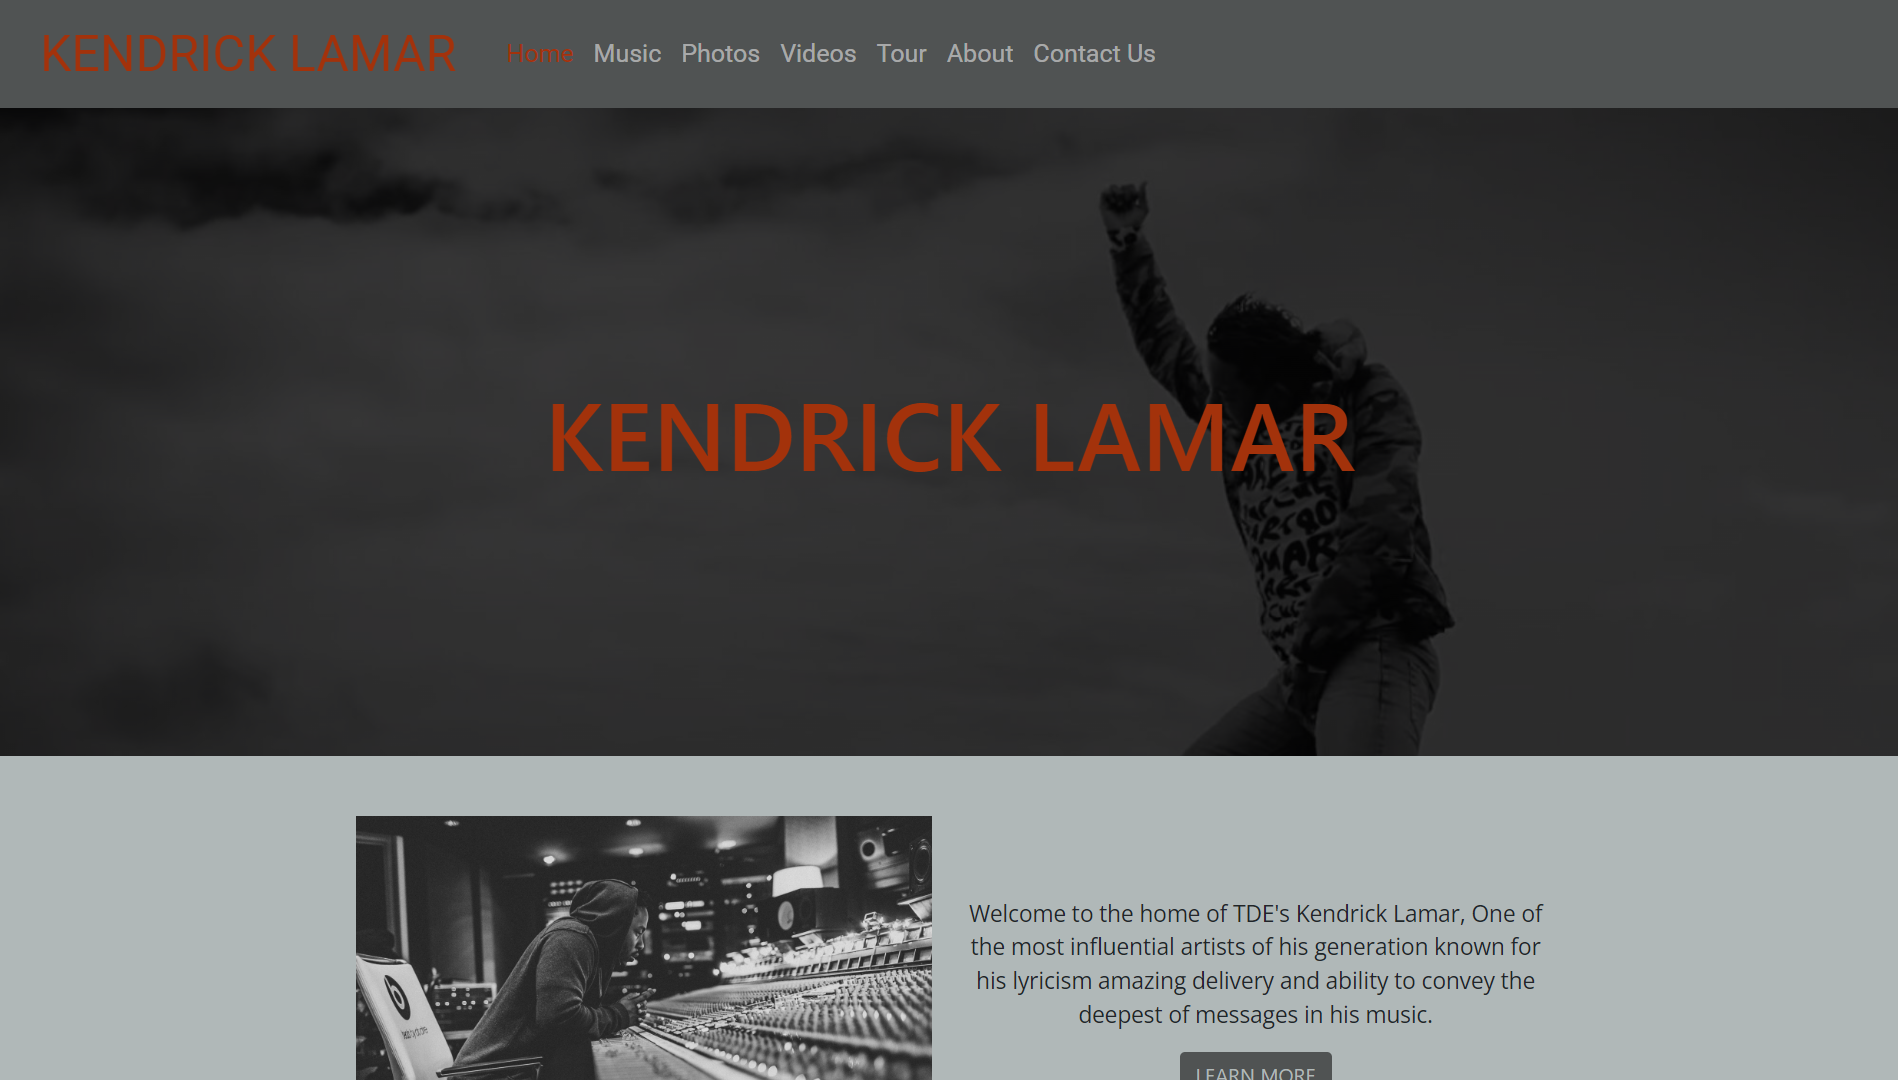 KENDRICK LAMAR Home Music Photos Videos Tour About Contact Us
KENDRICK LAMAR
Welcome to the home of TDE's Kendrick Lamar, One of
the most influential artists of his generation known for
his lyricism amazing delivery and ability to convey the
deepest of messages in his music.
LEARN MORE